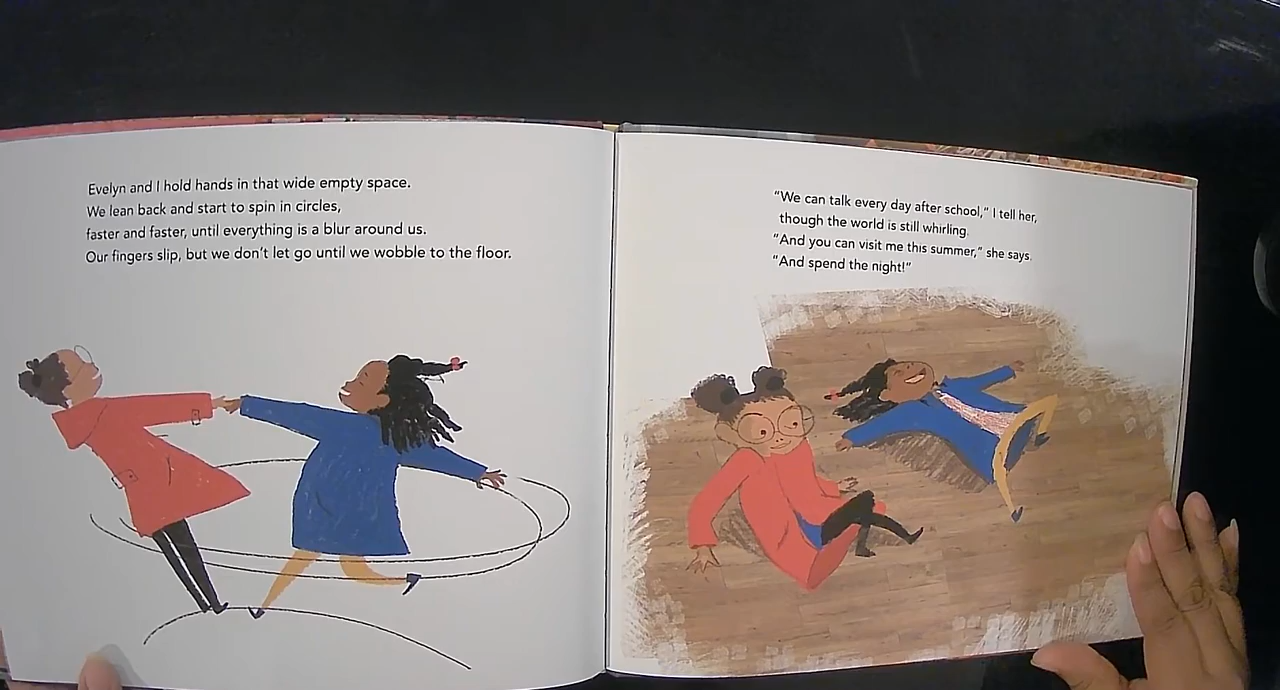 Evelyn and I hold hands in that wide empty space.
We lean back and start to spin in circles,
faster and faster, until everything is a blur around us.
Our fingers slip, but we don't let go until we wobble to the floor.
"We can talk every day after school," I tell her,
though the world is still whirling.
"And you can visit me this summer," she says.
"And spend the night!"